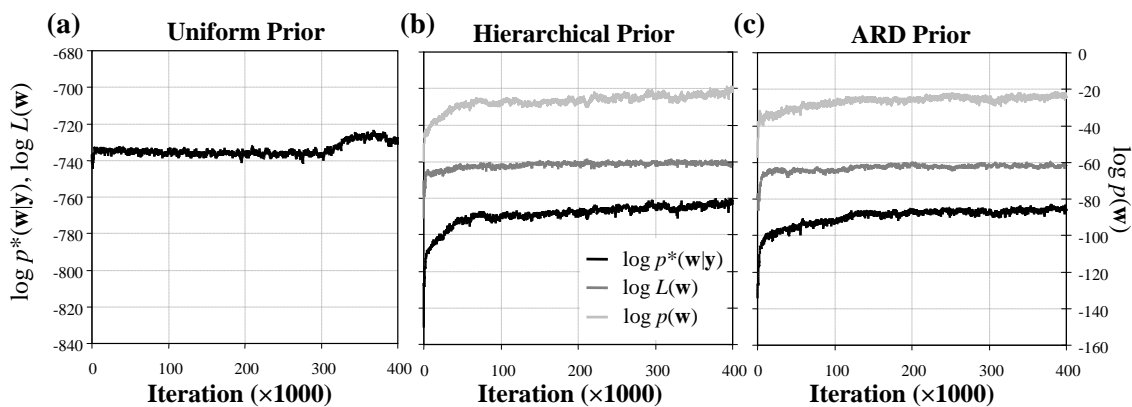 (a) Uniform Prior
(b) Hierarchical Prior
(c) ARD Prior
log p*(w|y), log L(w)
-680
-700
-720
-740
-760
-780
-800
-820
-840
0 100 200 300 400
Iteration (×1000)
log p*(w|y)
log L(w)
log p(w)
0 100 200 300 400
Iteration (×1000)
0 100 200 300 400
Iteration (×1000)
0
-20
-40
-60
-80
-100
-120
-140
-160
log p(w)